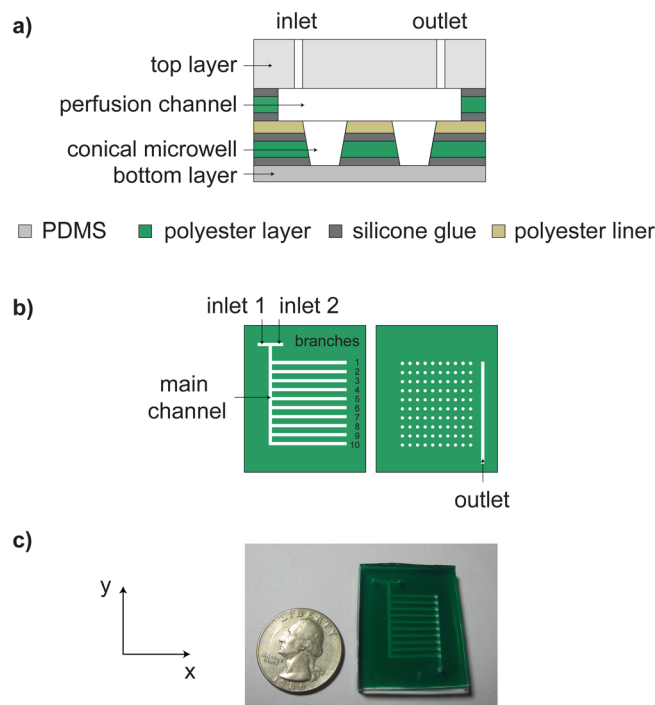 a)
inlet
outlet
top layer
perfusion channel
conical microwell
bottom layer
PDMS
polyester layer
silicone glue
polyester liner
b)
inlet 1
inlet 2
branches
1
2
3
4
5
6
7
8
9
10
main
channel
outlet
c)
y
x
LIBERTY